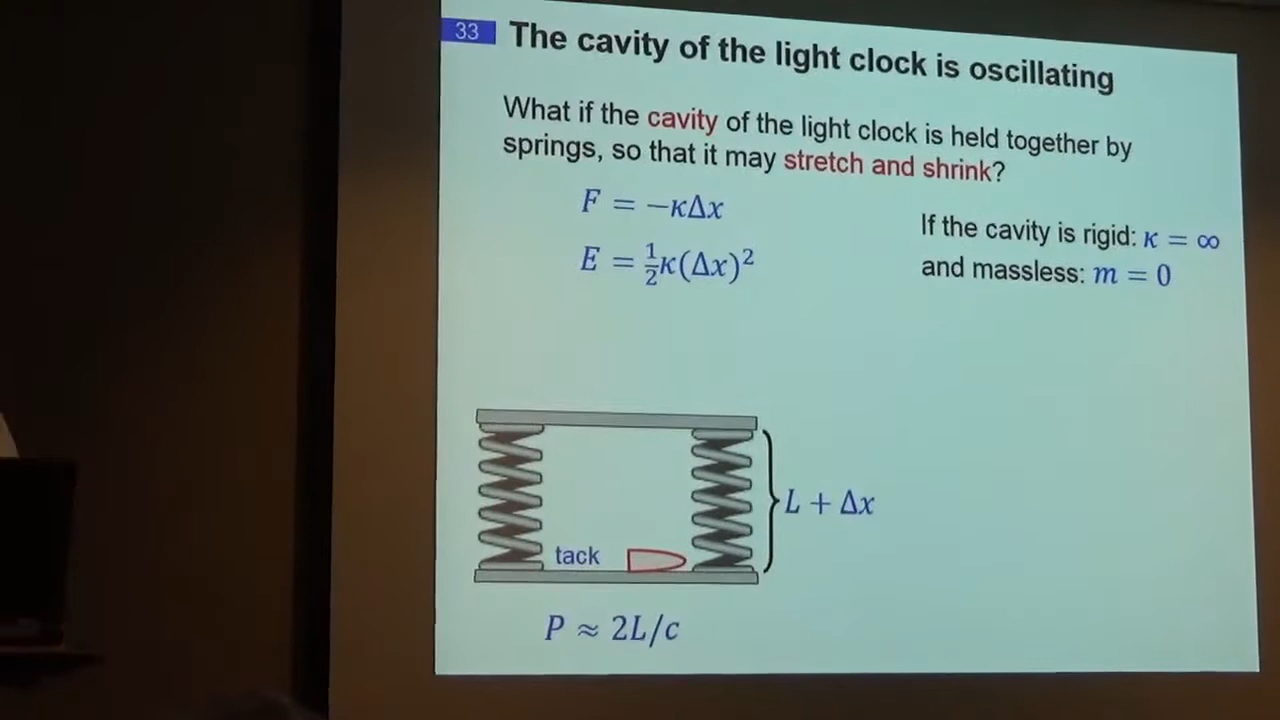 33
The cavity of the light clock is oscillating
What if the cavity of the light clock is held together by
springs, so that it may stretch and shrink?
F = −κΔx
E = ½κ(Δx)²
If the cavity is rigid: κ = ∞
and massless: m = 0
L + Δx
tack
P ≈ 2L/c